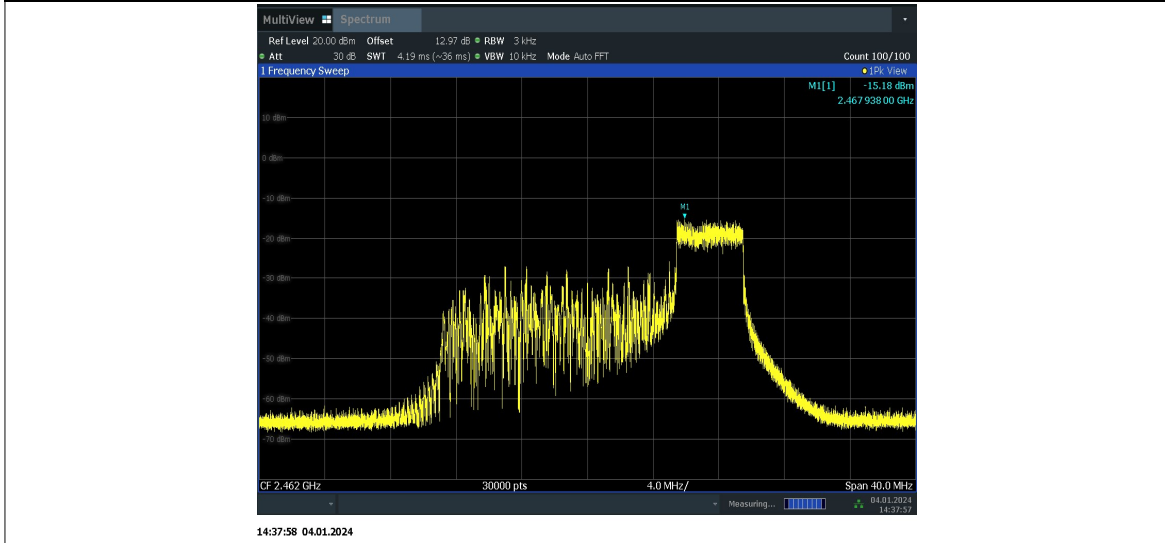 MultiView Spectrum
Ref Level 20.00 dBm Offset 12.97 dB RBW 3 kHz
Att 30 dB SWT 4.19 ms (~36 ms) VBW 10 kHz Mode Auto FFT Count 100/100
1 Frequency Sweep 1Pk View
M1[1] -15.18 dBm
2.467 938 00 GHz
10 dBm
0 dBm
-10 dBm
M1
-20 dBm
-30 dBm
-40 dBm
-50 dBm
-60 dBm
-70 dBm
CF 2.462 GHz 30000 pts 4.0 MHz/ Span 40.0 MHz
Measuring... 04.01.2024
14:37:57
14:37:58 04.01.2024